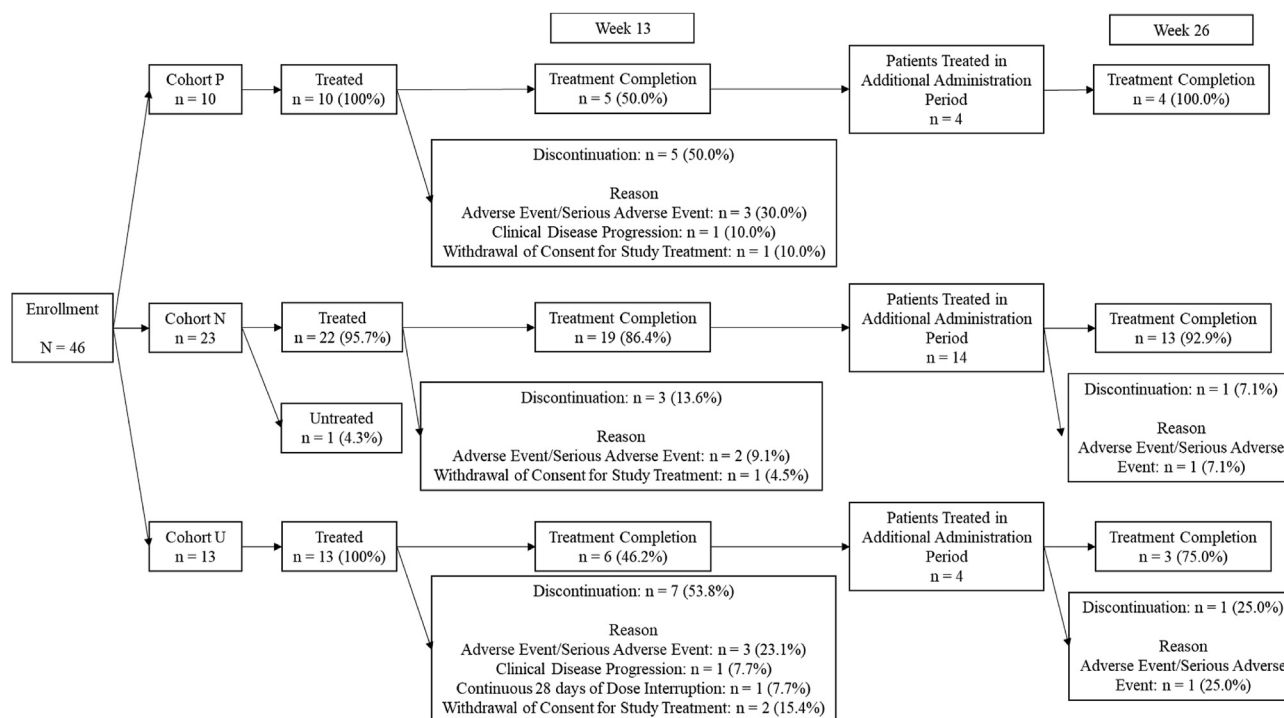 Week 13
Week 26
Cohort P
n = 10
Treated
n = 10 (100%)
Treatment Completion
n = 5 (50.0%)
Patients Treated in
Additional Administration
Period
n = 4
Treatment Completion
n = 4 (100.0%)
Discontinuation: n = 5 (50.0%)
Reason
Adverse Event/Serious Adverse Event: n = 3 (30.0%)
Clinical Disease Progression: n = 1 (10.0%)
Withdrawal of Consent for Study Treatment: n = 1 (10.0%)
Enrollment
N = 46
Cohort N
n = 23
Treated
n = 22 (95.7%)
Treatment Completion
n = 19 (86.4%)
Patients Treated in
Additional Administration
Period
n = 14
Treatment Completion
n = 13 (92.9%)
Untreated
n = 1 (4.3%)
Discontinuation: n = 3 (13.6%)
Reason
Adverse Event/Serious Adverse Event: n = 2 (9.1%)
Withdrawal of Consent for Study Treatment: n = 1 (4.5%)
Discontinuation: n = 1 (7.1%)
Reason
Adverse Event/Serious Adverse
Event: n = 1 (7.1%)
Cohort U
n = 13
Treated
n = 13 (100%)
Treatment Completion
n = 6 (46.2%)
Patients Treated in
Additional Administration
Period
n = 4
Treatment Completion
n = 3 (75.0%)
Discontinuation: n = 7 (53.8%)
Reason
Adverse Event/Serious Adverse Event: n = 3 (23.1%)
Clinical Disease Progression: n = 1 (7.7%)
Continuous 28 days of Dose Interruption: n = 1 (7.7%)
Withdrawal of Consent for Study Treatment: n = 2 (15.4%)
Discontinuation: n = 1 (25.0%)
Reason
Adverse Event/Serious Adverse
Event: n = 1 (25.0%)